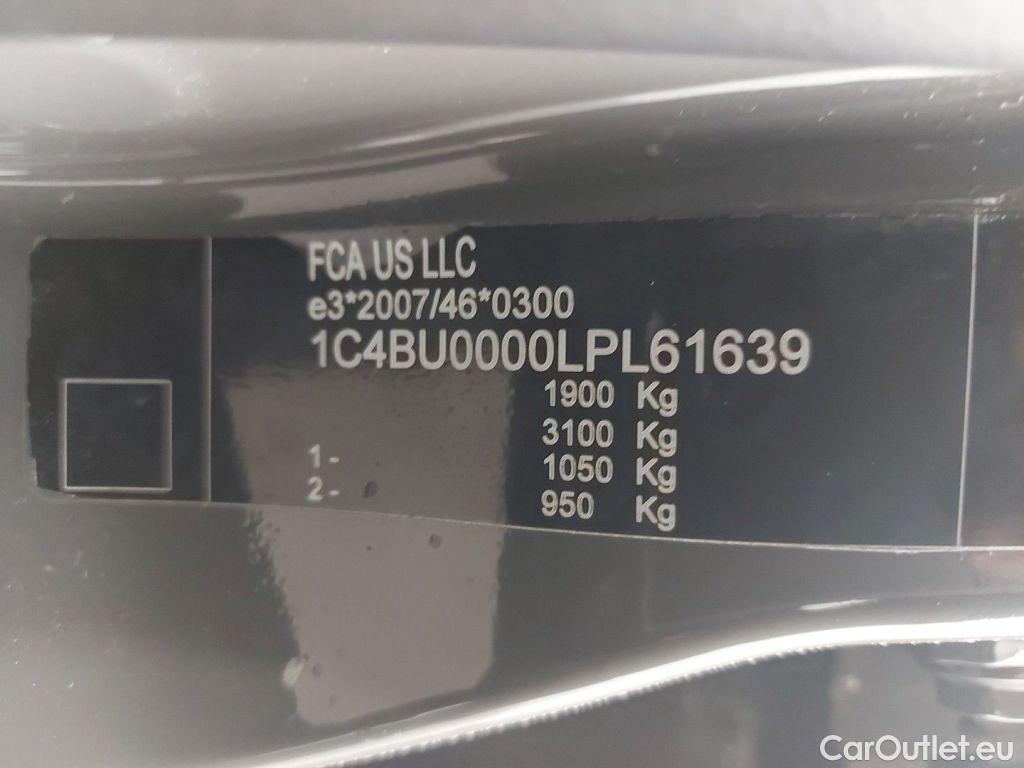 FCA US LLC
e3*2007/46*0300
1C4BU0000LPL61639
1900 Kg
3100 Kg
1- 1050 Kg
2- 950 Kg
CarOutlet.eu